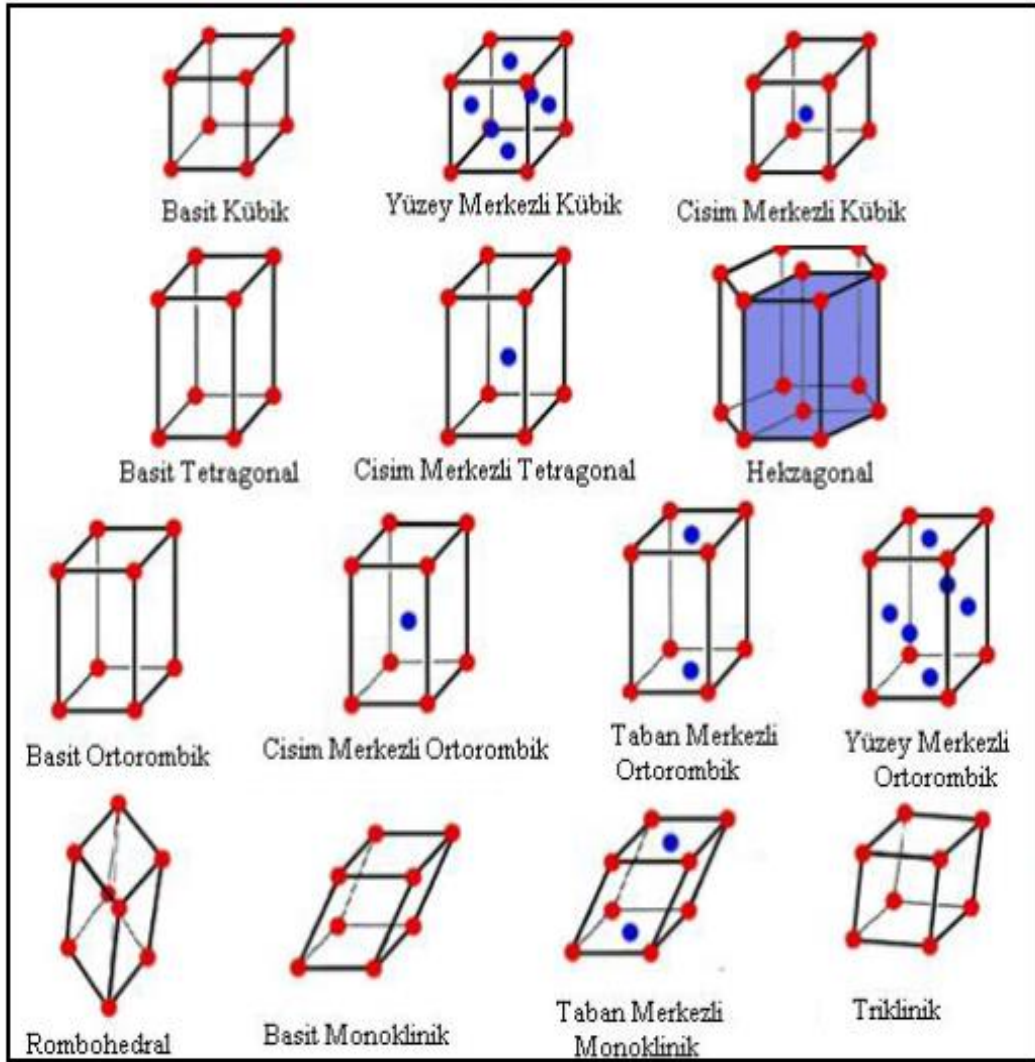 Basit Kübik
Yüzey Merkezli Kübik
Cisim Merkezli Kübik
Basit Tetragonal
Cisim Merkezli Tetragonal
Hekzagonal
Basit Ortorombik
Cisim Merkezli Ortorombik
Taban Merkezli
Ortorombik
Yüzey Merkezli
Ortorombik
Rombohedral
Basit Monoklinik
Taban Merkezli
Monoklinik
Triklinik